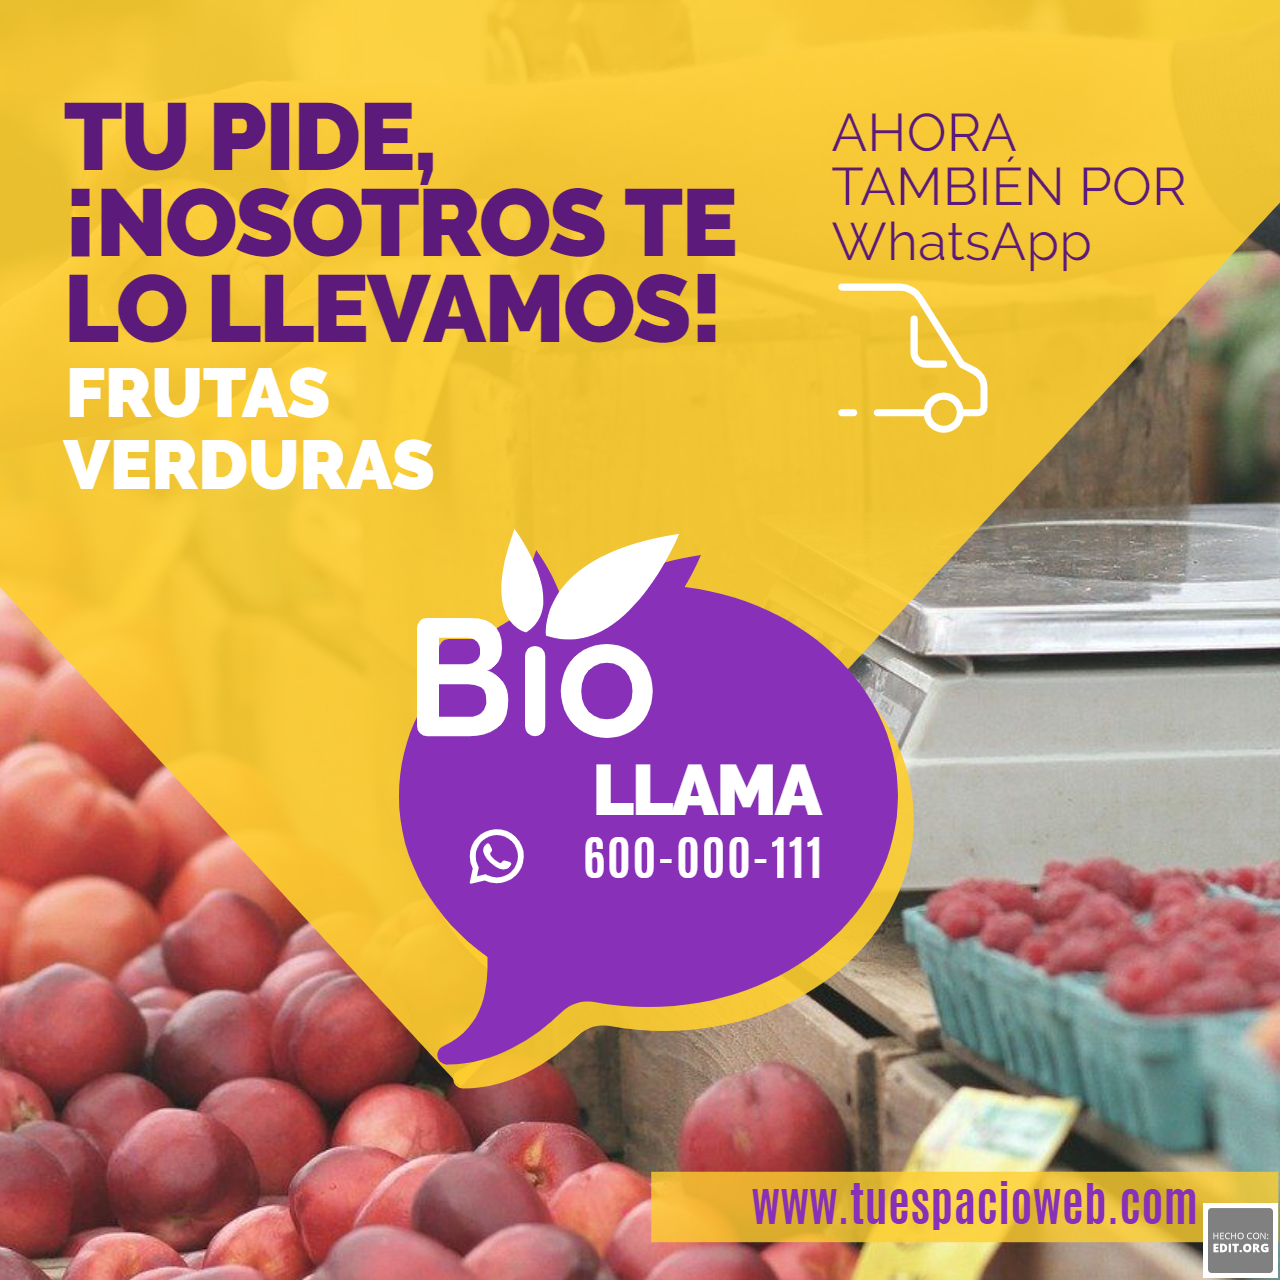 TU PIDE,
¡NOSOTROS TE
LO LLEVAMOS!
FRUTAS
VERDURAS
AHORA
TAMBIÉN POR
WhatsApp
Bio
LLAMA
600-000-111
www.tuespacioweb.com
HECHO CON:
EDIT.ORG